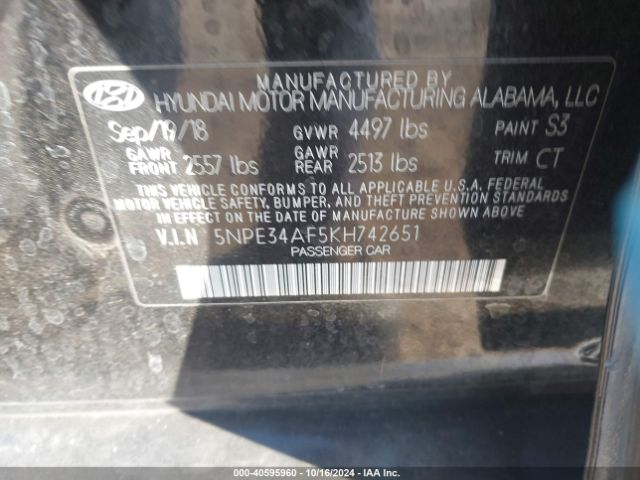 MANUFACTURED BY
HYUNDAI MOTOR MANUFACTURING ALABAMA, LLC
Sep/19/18 GVWR 4497 lbs PAINT S3
GAWR FRONT 2557 lbs GAWR REAR 2513 lbs TRIM CT
THIS VEHICLE CONFORMS TO ALL APPLICABLE U.S.A. FEDERAL
MOTOR VEHICLE SAFETY, BUMPER, AND THEFT PREVENTION STANDARDS
IN EFFECT ON THE DATE OF MANUFACTURE SHOWN ABOVE
V.I.N 5NPE34AF5KH742651
PASSENGER CAR
000-40595960 - 10/16/2024 - IAA Inc.